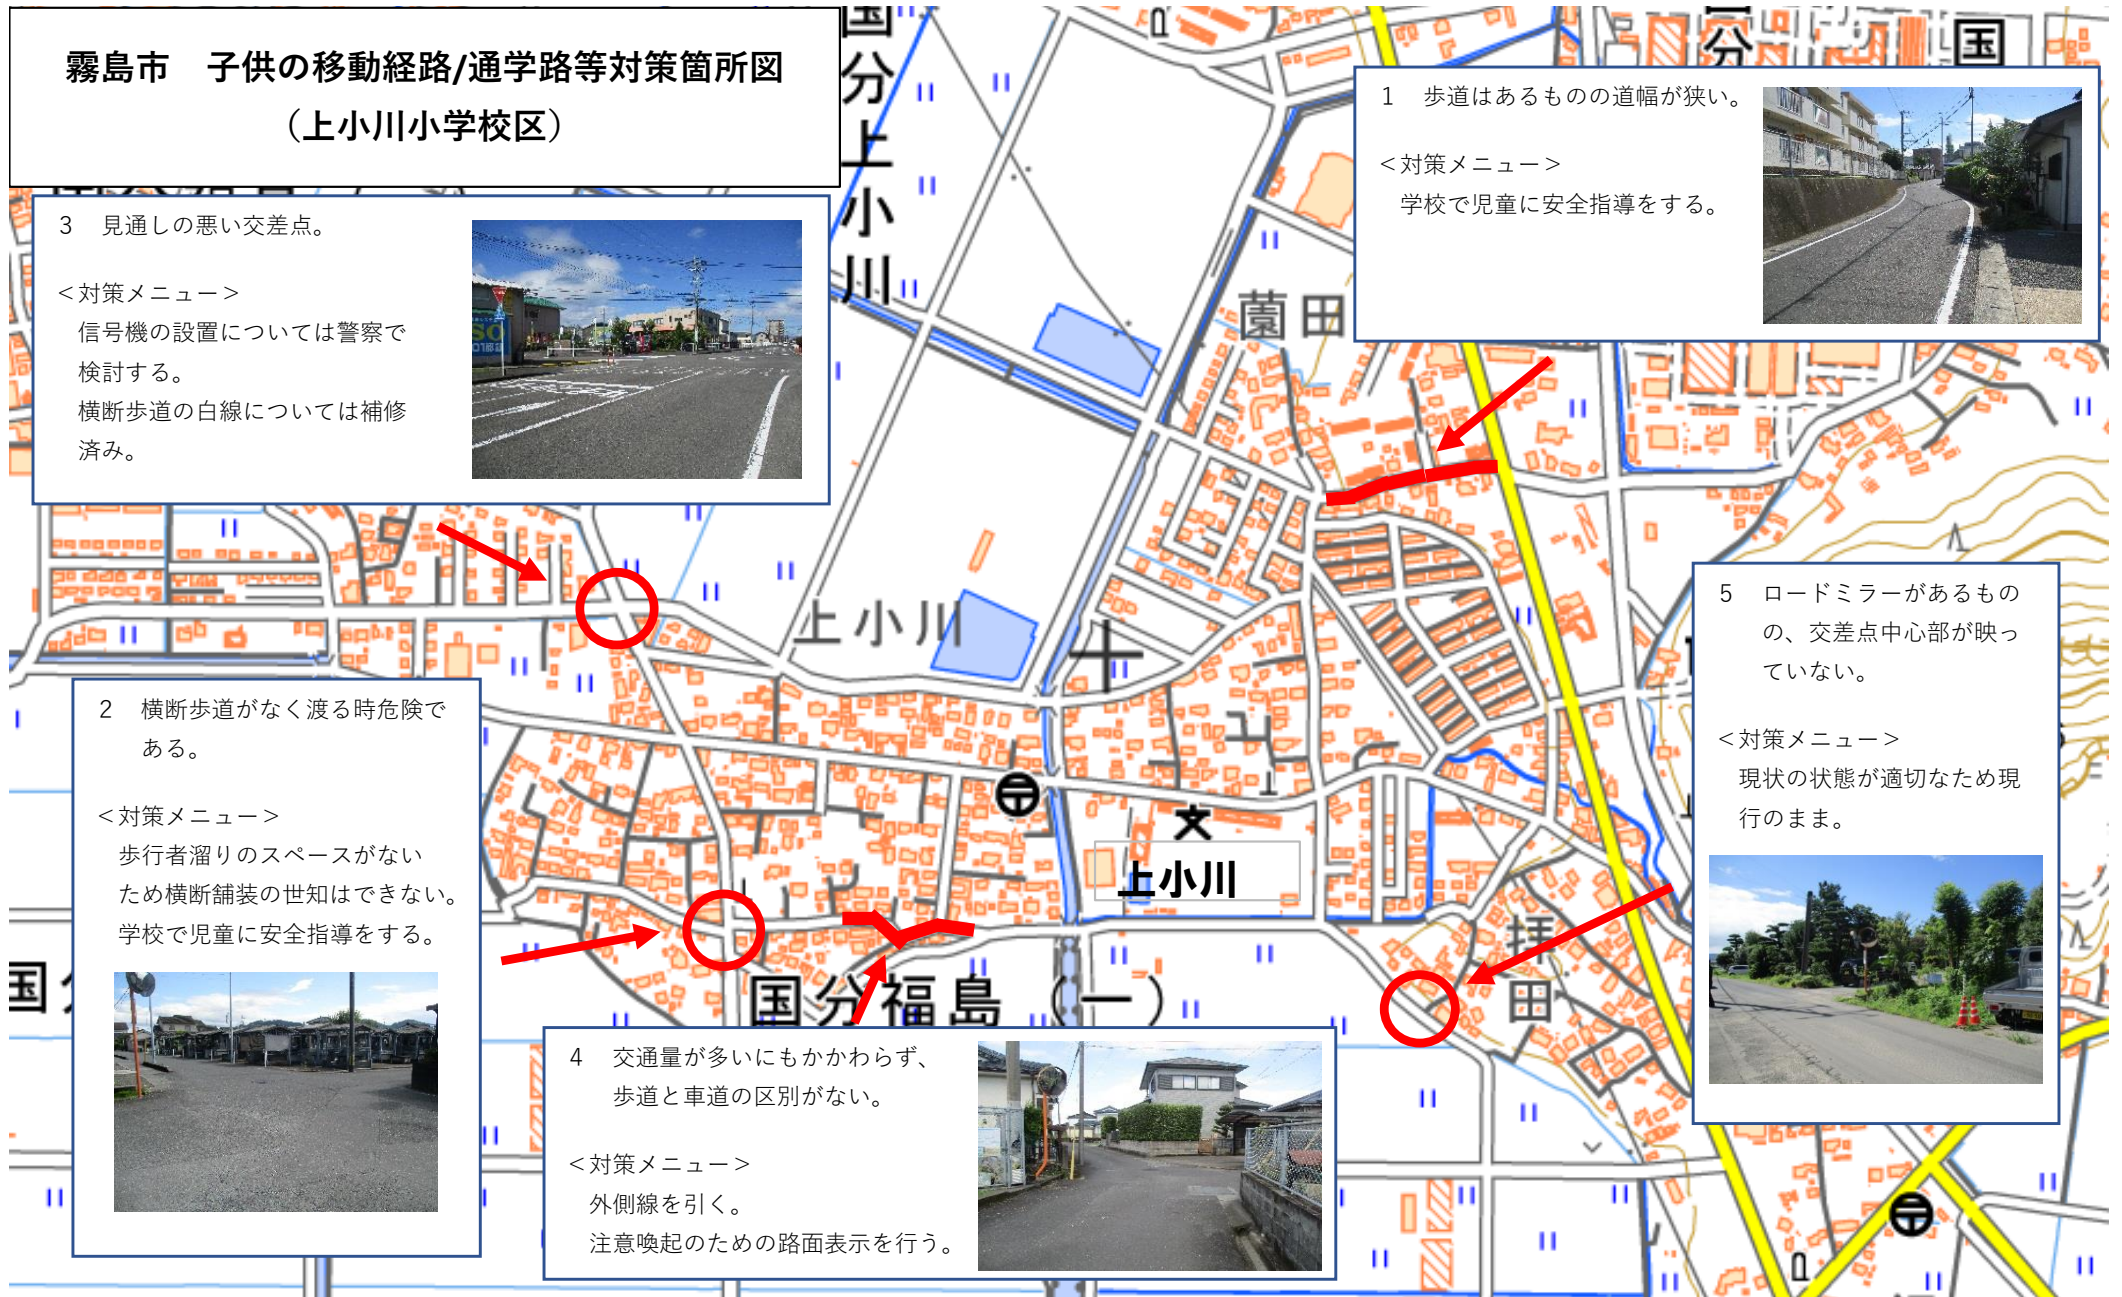 霧島市　子供の移動経路/通学路等対策箇所図
（上小川小学校区）
1　歩道はあるものの道幅が狭い。
＜対策メニュー＞
学校で児童に安全指導をする。
3　見通しの悪い交差点。
＜対策メニュー＞
信号機の設置については警察で
検討する。
横断歩道の白線については補修
済み。
2　横断歩道がなく渡る時危険で
ある。
＜対策メニュー＞
歩行者溜りのスペースがない
ため横断舗装の世知はできない。
学校で児童に安全指導をする。
4　交通量が多いにもかかわらず、
歩道と車道の区別がない。
＜対策メニュー＞
外側線を引く。
注意喚起のための路面表示を行う。
5　ロードミラーがあるもの
の、交差点中心部が映っ
ていない。
＜対策メニュー＞
現状の状態が適切なため現
行のまま。
国分上小川
薗田
上小川
上小川
拝田
国分福島（一）
国
分
国